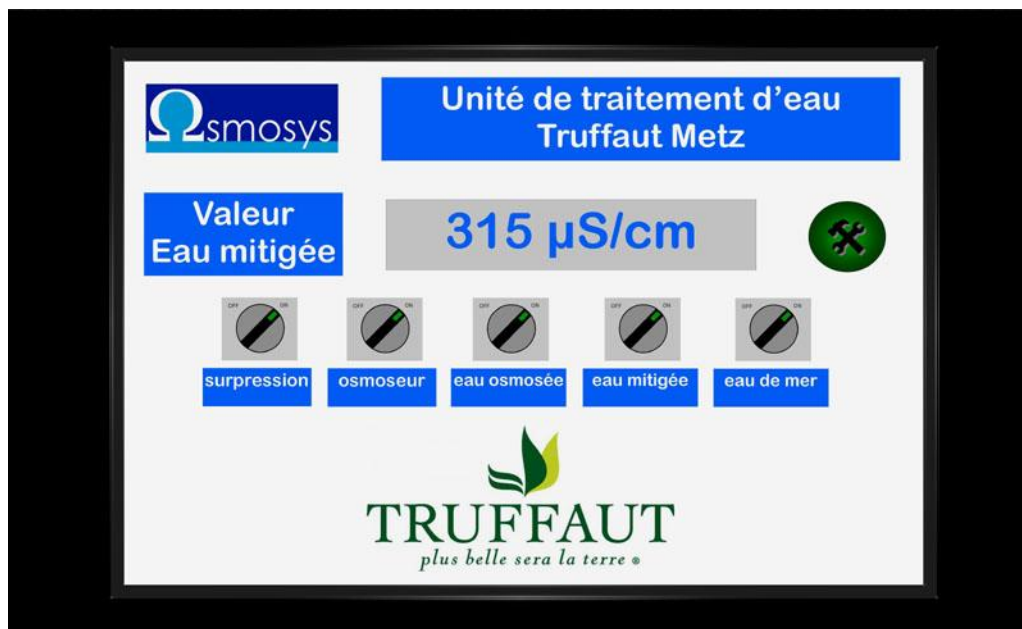 Ωsmosys
Unité de traitement d'eau
Truffaut Metz
Valeur
Eau mitigée
315 µS/cm
OFF ON
OFF ON
OFF ON
OFF ON
OFF ON
surpression
osmoseur
eau osmosée
eau mitigée
eau de mer
TRUFFAUT
plus belle sera la terre ®